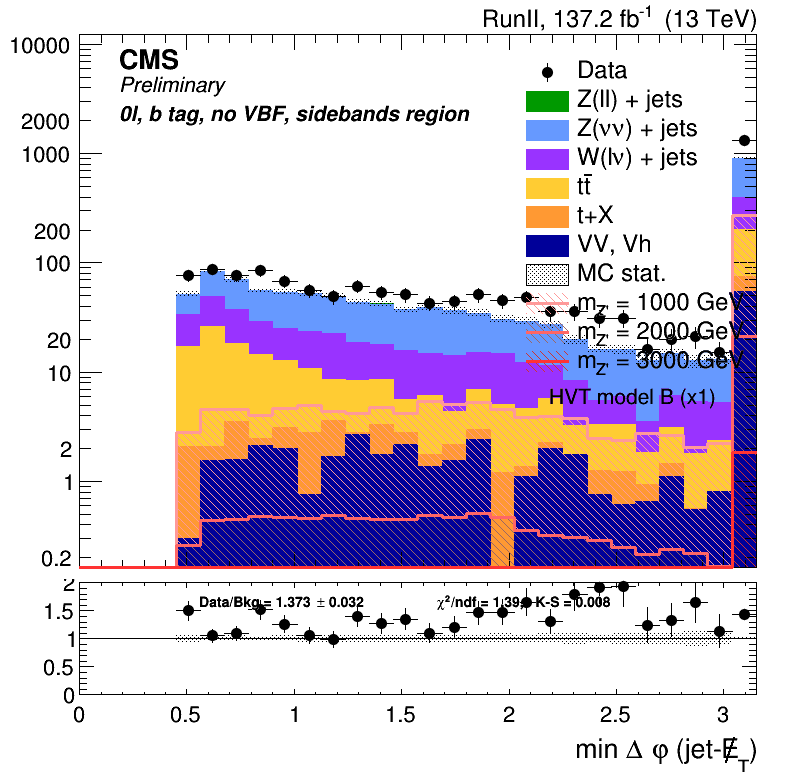 RunII, 137.2 fb⁻¹ (13 TeV)
10000
2000
1000
200
100
20
10
2
1
0.2
CMS
Preliminary
0l, b tag, no VBF, sidebands region
Data
Z(ll) + jets
Z(νν) + jets
W(lν) + jets
tt̄
t+X
VV, Vh
MC stat.
m_Z' = 1000 GeV
m_Z' = 2000 GeV
m_Z' = 3000 GeV
HVT model B (x1)
2
1.5
1
0.5
0
Data/Bkg = 1.373 ± 0.032
χ²/ndf = 1.39, K-S = 0.008
0 0.5 1 1.5 2 2.5 3
min Δ φ (jet-E̸_T)